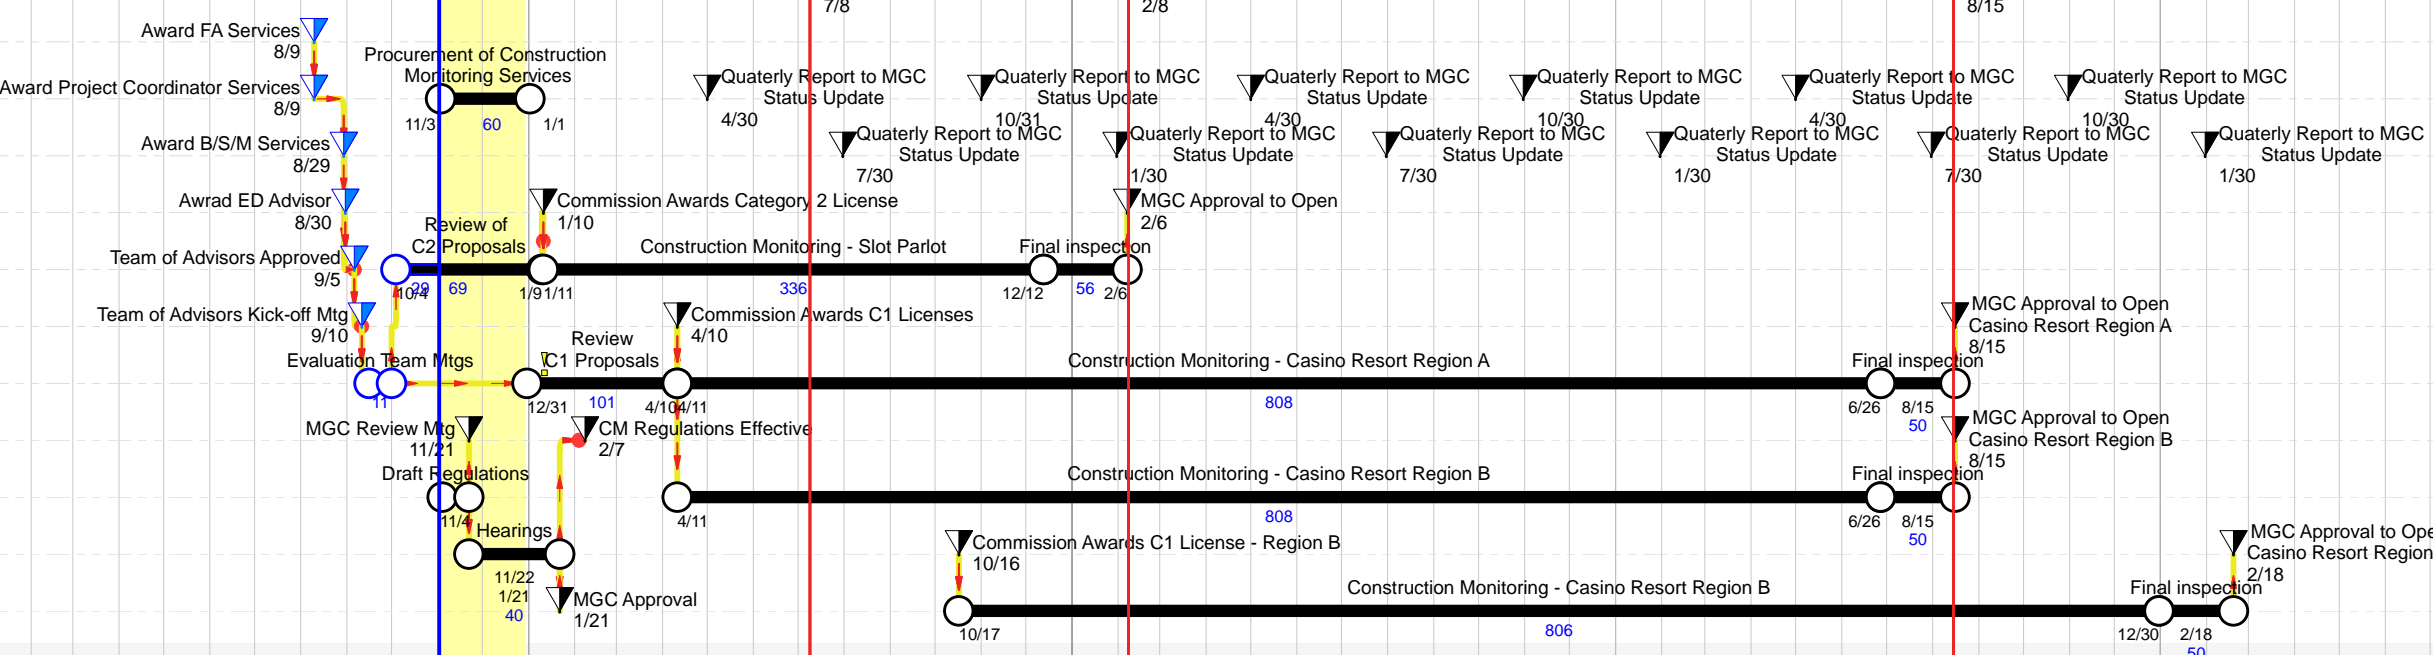 7/8
2/8
8/15
Award FA Services
8/9
Procurement of Construction
Monitoring Services
11/3
60
1/1
Award Project Coordinator Services
8/9
Quaterly Report to MGC
Status Update
4/30
Quaterly Report to MGC
Status Update
10/31
Quaterly Report to MGC
Status Update
4/30
Quaterly Report to MGC
Status Update
10/30
Quaterly Report to MGC
Status Update
4/30
Quaterly Report to MGC
Status Update
10/30
Award B/S/M Services
8/29
Quaterly Report to MGC
Status Update
7/30
Quaterly Report to MGC
Status Update
1/30
Quaterly Report to MGC
Status Update
7/30
Quaterly Report to MGC
Status Update
1/30
Quaterly Report to MGC
Status Update
7/30
Quaterly Report to MGC
Status Update
1/30
Awrad ED Advisor
8/30
Commission Awards Category 2 License
1/10
MGC Approval to Open
2/6
Team of Advisors Approved
9/5
Review of
C2 Proposals
10/4
29
69
1/9
1/11
Construction Monitoring - Slot Parlot
336
12/12
Final inspection
56
2/6
Team of Advisors Kick-off Mtg
9/10
Commission Awards C1 Licenses
4/10
MGC Approval to Open
Casino Resort Region A
8/15
Evaluation Team Mtgs
11
Review
C1 Proposals
12/31
101
4/10
4/11
Construction Monitoring - Casino Resort Region A
808
Final inspection
6/26
8/15
50
MGC Review Mtg
11/21
CM Regulations Effective
2/7
MGC Approval to Open
Casino Resort Region B
8/15
Draft Regulations
11/4
4/11
Construction Monitoring - Casino Resort Region B
808
Final inspection
6/26
8/15
50
Hearings
11/22
1/21
40
MGC Approval
1/21
Commission Awards C1 License - Region B
10/16
MGC Approval to Ope
Casino Resort Region
2/18
10/17
Construction Monitoring - Casino Resort Region B
806
Final inspection
12/30
2/18
50